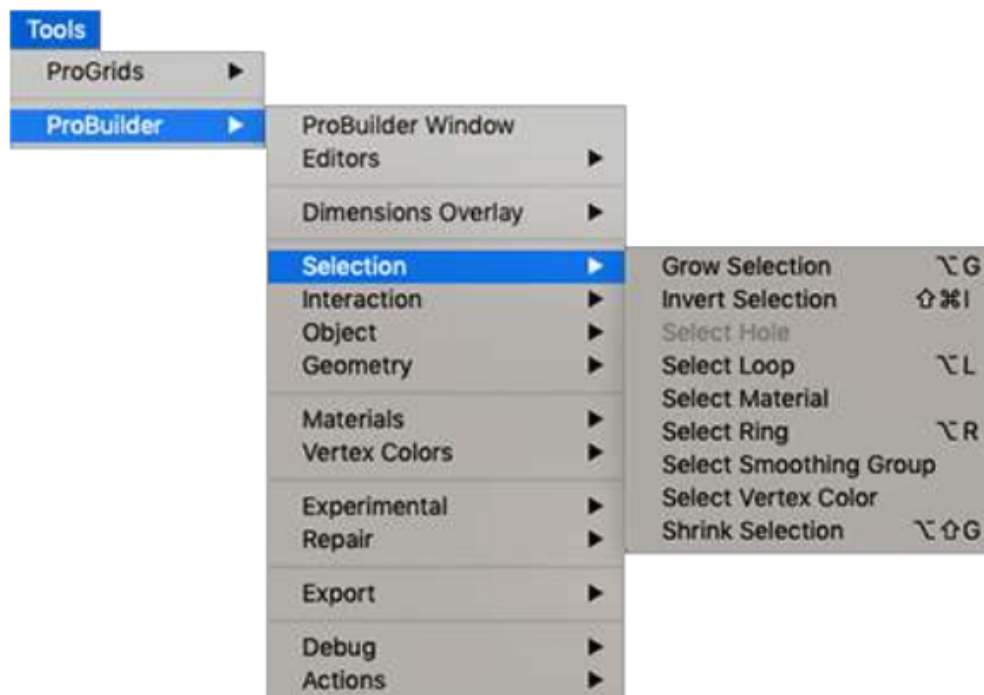 Tools
ProGrids ▶
ProBuilder ▶
ProBuilder Window
Editors ▶
Dimensions Overlay ▶
Selection ▶
Interaction ▶
Object ▶
Geometry ▶
Materials ▶
Vertex Colors ▶
Experimental ▶
Repair ▶
Export ▶
Debug ▶
Actions ▶
Grow Selection ⌥G
Invert Selection ⇧⌘I
Select Hole
Select Loop ⌥L
Select Material
Select Ring ⌥R
Select Smoothing Group
Select Vertex Color
Shrink Selection ⌥⇧G